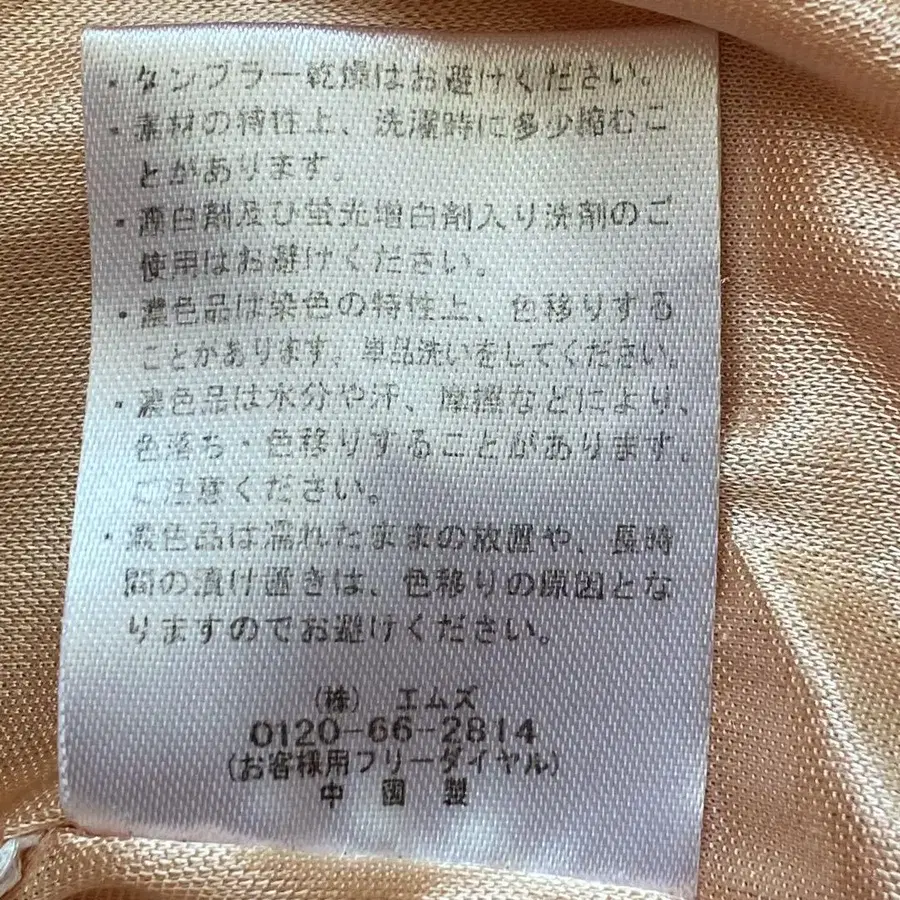 ・タンブラー乾燥はお避けください。
・素材の特性上、洗濯時に多少縮むこ
とがあります。
・漂白剤及び蛍光増白剤入り洗剤のご
使用はお避けください。
・濃色品は染色の特性上、色移りする
ことがあります。単品洗いをしてください。
・濃色品は水分や汗、摩擦などにより、
色落ち・色移りすることがあります。
ご注意ください。
・濃色品は濡れたままの放置や、長時
間の漬け置きは、色移りの原因とな
りますのでお避けください。
(株) エムズ
0120-66-2814
(お客様用フリーダイヤル)
中国製